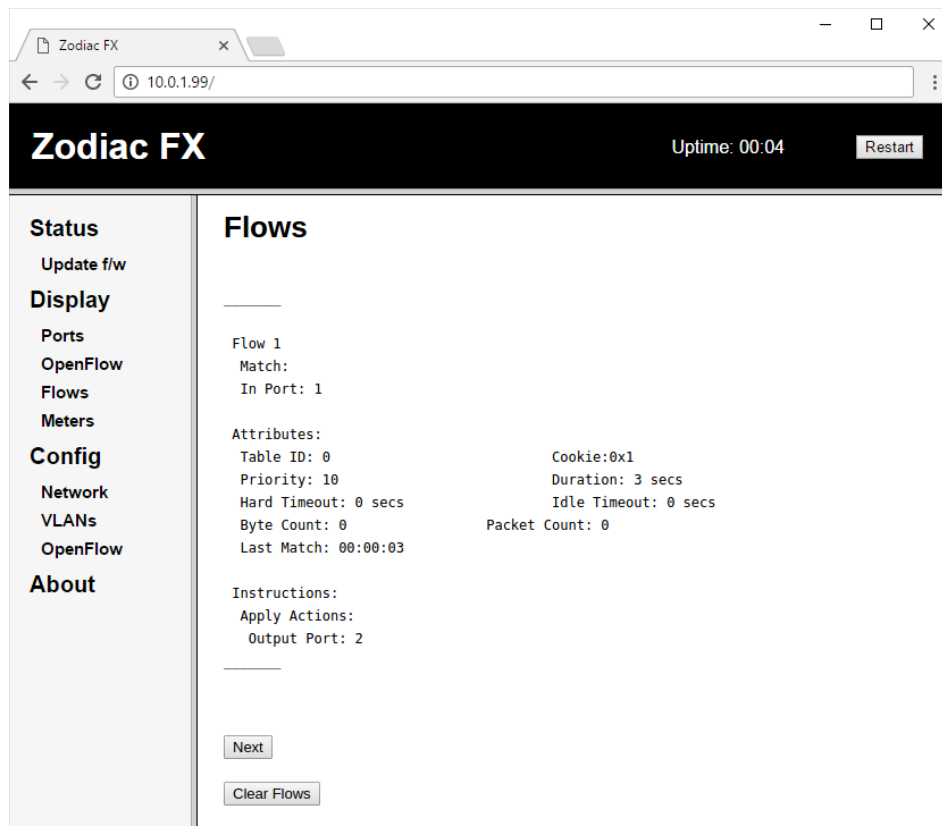 Zodiac FX
10.0.1.99/
Zodiac FX
Uptime: 00:04
Restart
Status
Update f/w
Display
Ports
OpenFlow
Flows
Meters
Config
Network
VLANs
OpenFlow
About
Flows
_______
Flow 1
Match:
In Port: 1
Attributes:
Table ID: 0 Cookie:0x1
Priority: 10 Duration: 3 secs
Hard Timeout: 0 secs Idle Timeout: 0 secs
Byte Count: 0 Packet Count: 0
Last Match: 00:00:03
Instructions:
Apply Actions:
Output Port: 2
_______
Next
Clear Flows